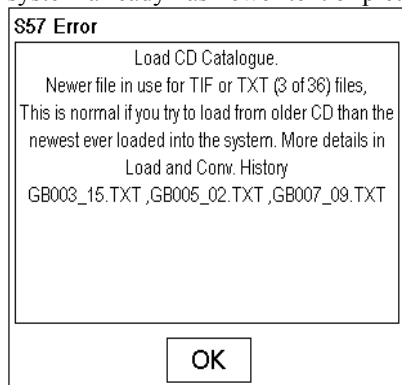 S57 Error
Load CD Catalogue.
Newer file in use for TIF or TXT (3 of 36) files,
This is normal if you try to load from older CD than the
newest ever loaded into the system. More details in
Load and Conv. History
GB003_15.TXT ,GB005_02.TXT ,GB007_09.TXT
OK